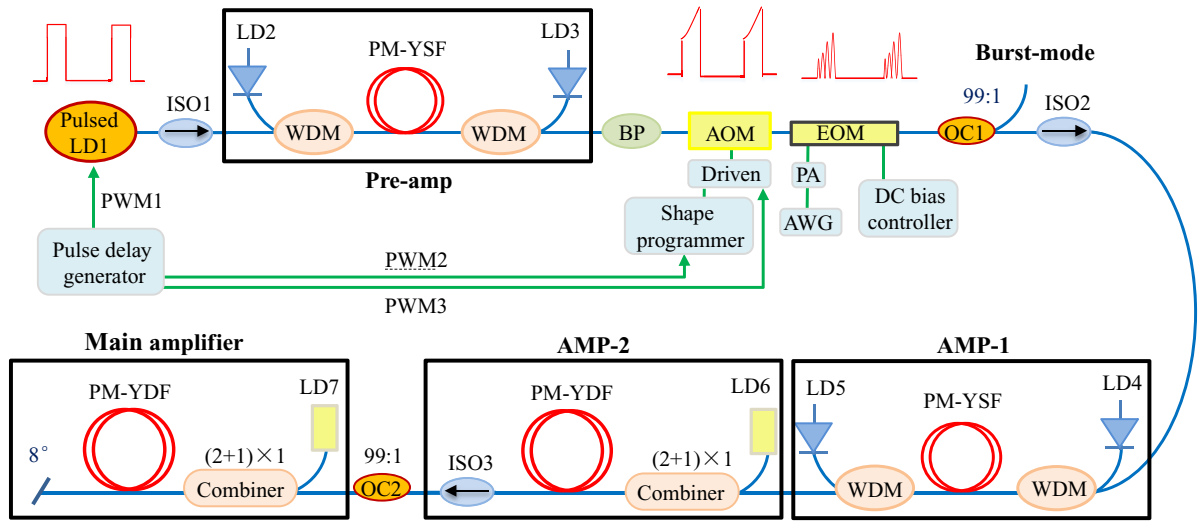 LD2
LD3
PM-YSF
Burst-mode
Pulsed
LD1
ISO1
WDM
WDM
BP
AOM
EOM
99:1
OC1
ISO2
Pre-amp
PWM1
Driven
PA
Shape
programmer
AWG
DC bias
controller
Pulse delay
generator
PWM2
PWM3
Main amplifier
AMP-2
AMP-1
PM-YDF
LD7
8°
(2+1)×1
Combiner
99:1
OC2
PM-YDF
LD6
ISO3
(2+1)×1
Combiner
LD5
PM-YSF
LD4
WDM
WDM